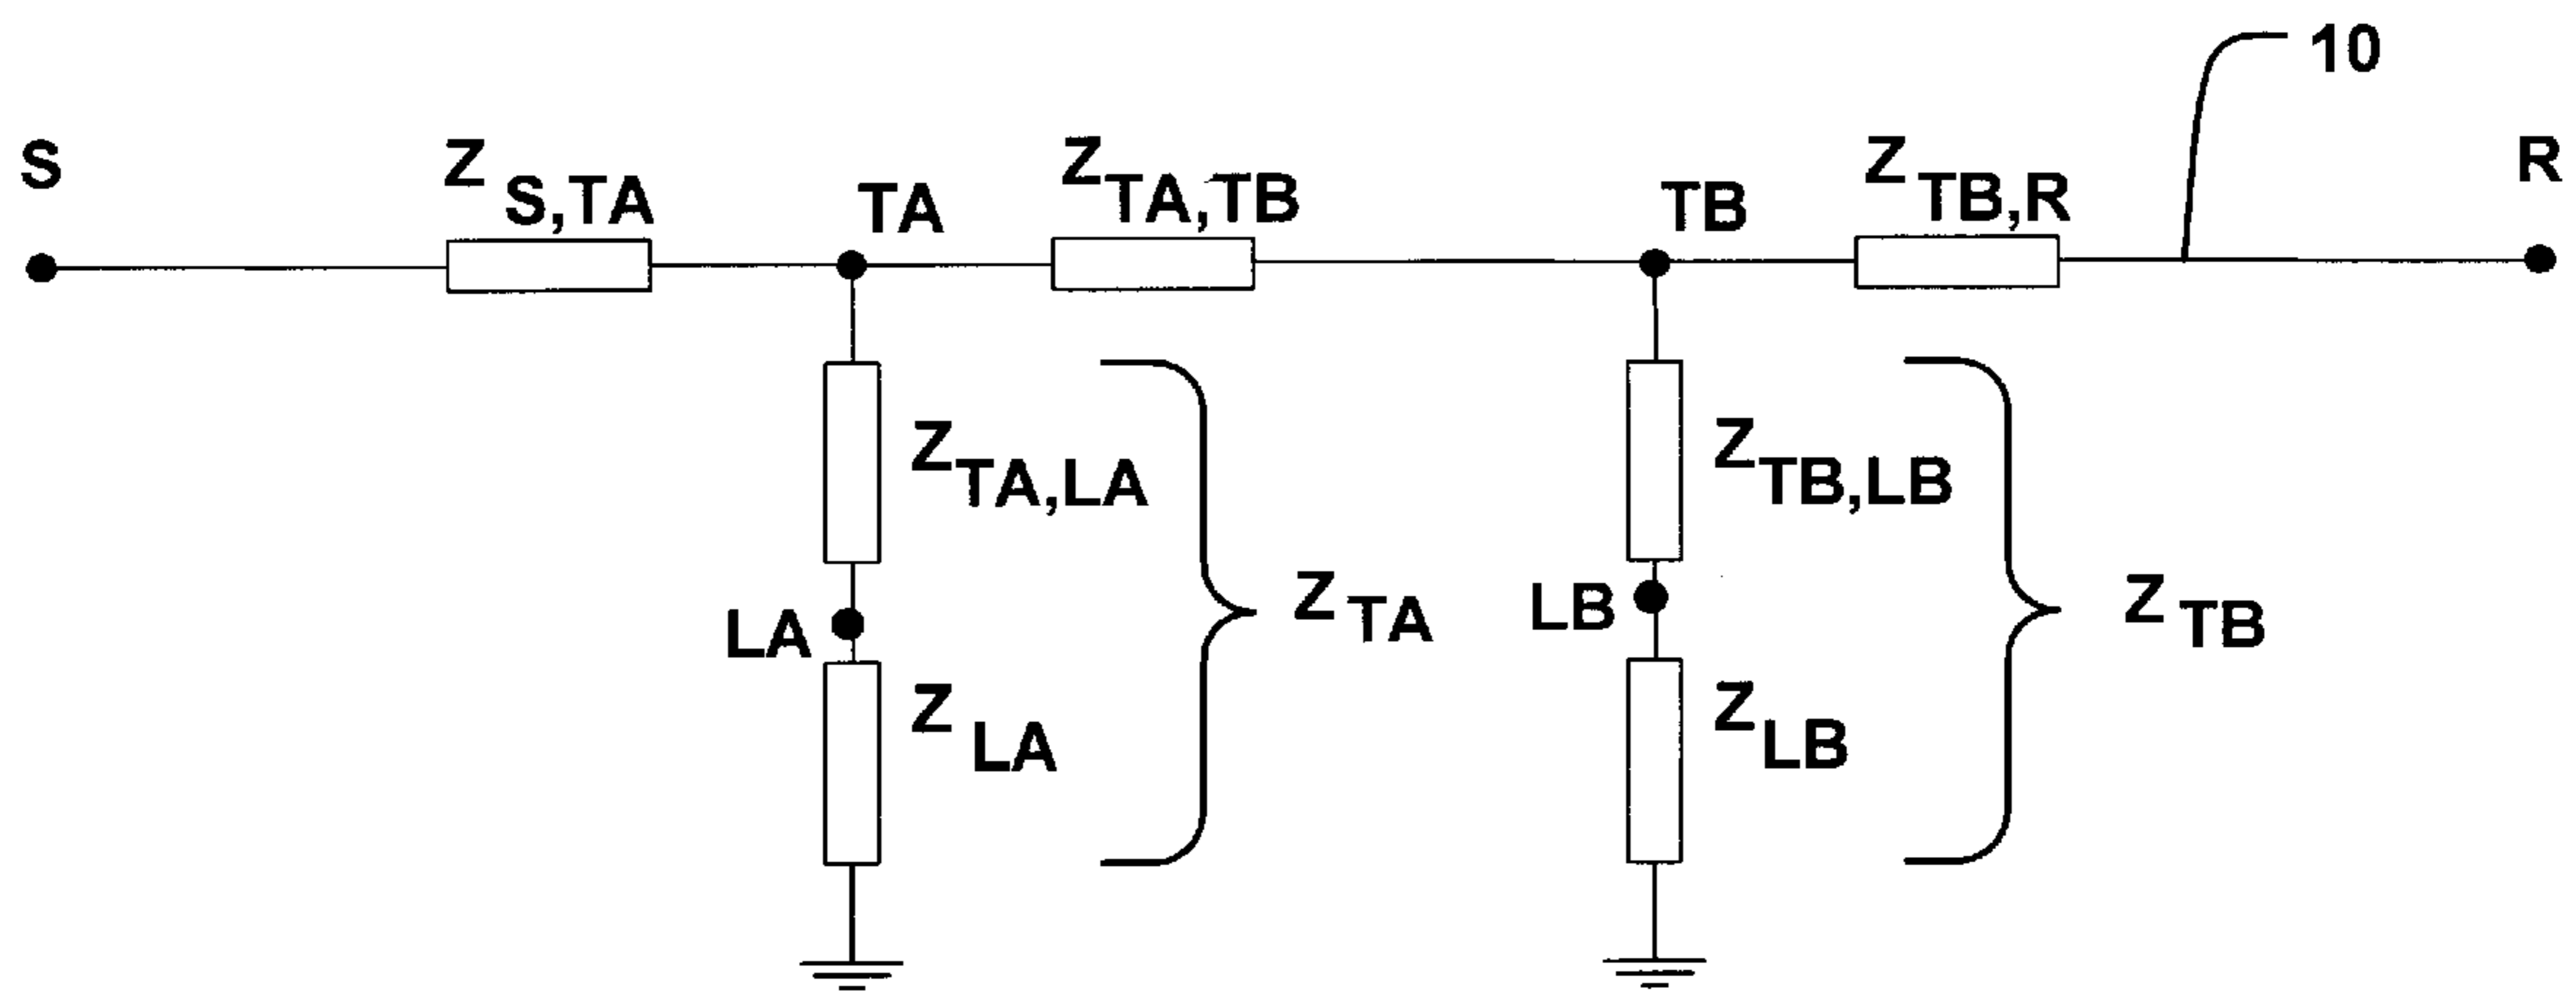 10
S
Z S,TA
TA
Z TA,TB
TB
Z TB,R
R
Z TA,LA
Z TB,LB
LA
Z TA
LB
Z TB
Z LA
Z LB